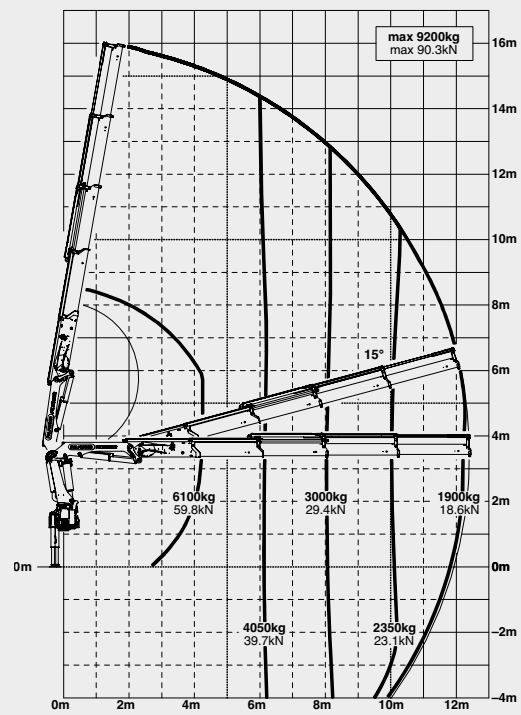 max 9200kg
max 90.3kN
16m
14m
12m
10m
8m
15°
6m
4m
6100kg
59.8kN
3000kg
29.4kN
1900kg
18.6kN
2m
0m
0m
4050kg
39.7kN
2350kg
23.1kN
–2m
–4m
0m
2m
4m
6m
8m
10m
12m